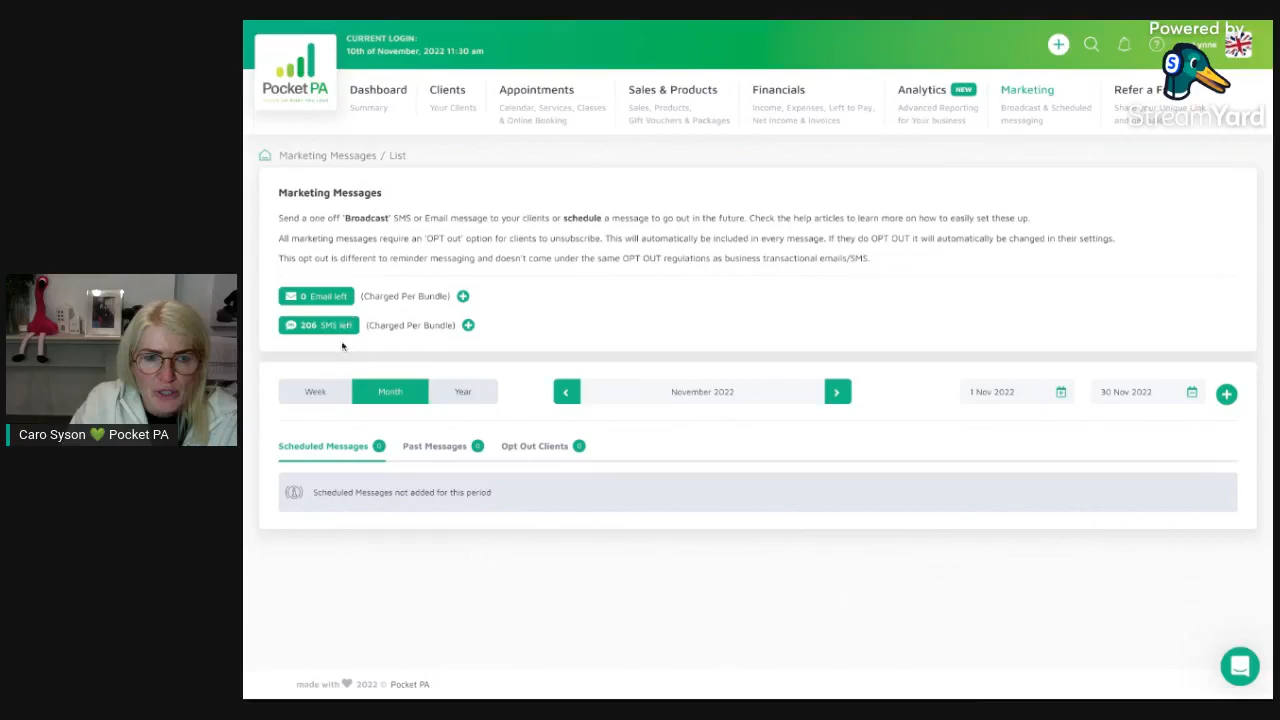 Powered by
StreamYard
CURRENT LOGIN:
10th of November, 2022 11:30 am
Pocket PA
Dashboard
Summary
Clients
Your Clients
Appointments
Calendar, Services, Classes
& Online Booking
Sales & Products
Sales, Products,
Gift Vouchers & Packages
Financials
Income, Expenses, Left to Pay,
Net Income & Invoices
Analytics NEW
Advanced Reporting
for Your business
Marketing
Broadcast & Scheduled
messaging
Refer a
Marketing Messages / List
Marketing Messages
Send a one off 'Broadcast' SMS or Email message to your clients or schedule a message to go out in the future. Check the help articles to learn more on how to easily set these up.
All marketing messages require an 'OPT out' option for clients to unsubscribe. This will automatically be included in every message. If they do OPT OUT it will automatically be changed in their settings.
This opt out is different to reminder messaging and doesn't come under the same OPT OUT regulations as business transactional emails/SMS.
0 Email left (Charged Per Bundle)
206 SMS left (Charged Per Bundle)
Week Month Year
November 2022
1 Nov 2022
30 Nov 2022
Scheduled Messages 0
Past Messages 0
Opt Out Clients 0
Scheduled Messages not added for this period
Caro Syson 💚 Pocket PA
made with 2022 © Pocket PA